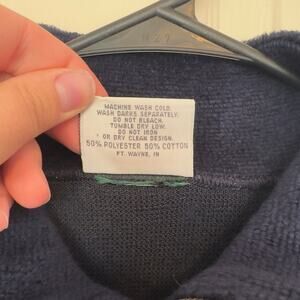 MACHINE WASH COLD.
WASH DARKS SEPARATELY.
DO NOT BLEACH.
TUMBLE DRY LOW.
DO NOT IRON
* OR DRY CLEAN DESIGN.
50% POLYESTER 50% COTTON
FT. WAYNE, IN